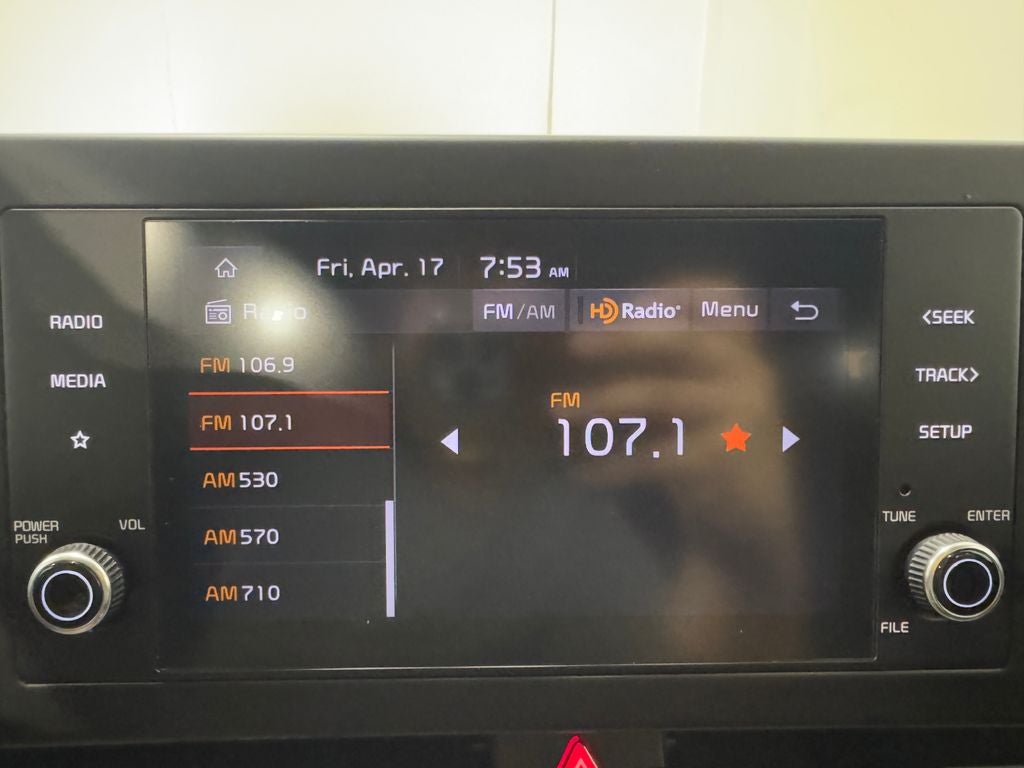 Fri, Apr. 17 7:53 AM
Radio FM/AM HD Radio Menu
RADIO
MEDIA
POWER
PUSH
VOL
FM 106.9
FM 107.1
AM 530
AM 570
AM 710
FM
107.1
<SEEK
TRACK>
SETUP
TUNE
ENTER
FILE